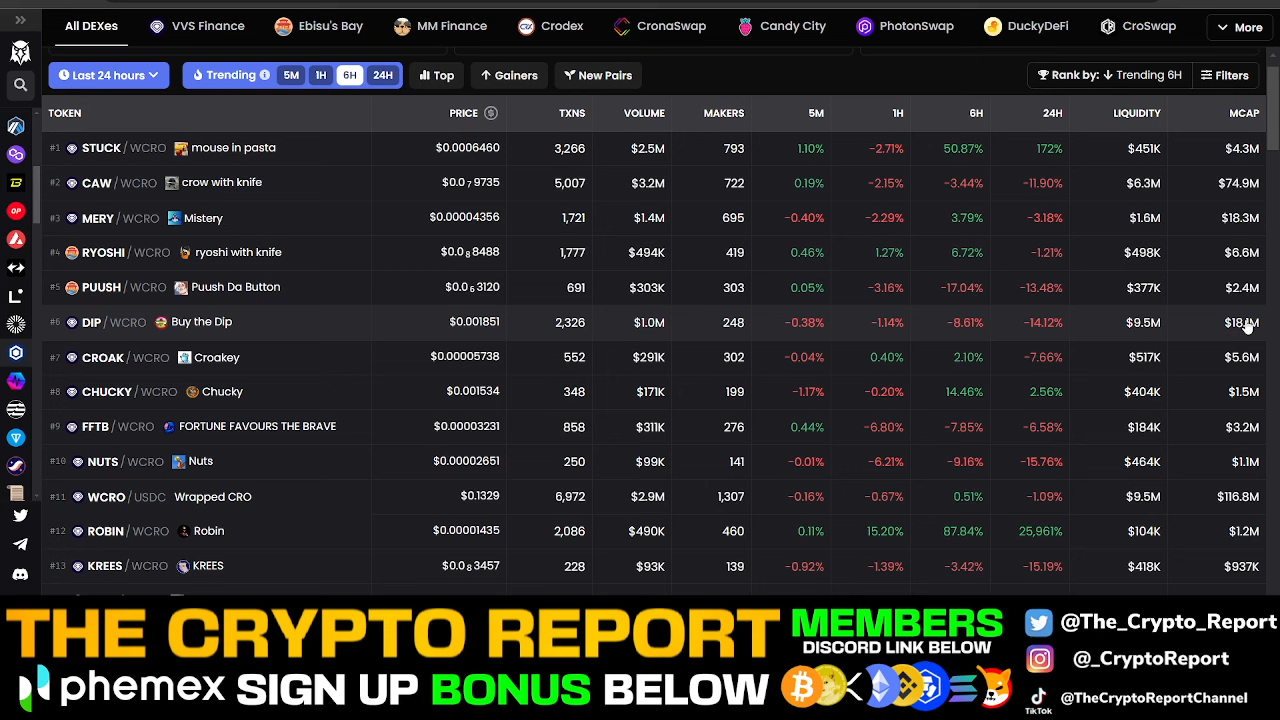 All DEXes VVS Finance Ebisu's Bay MM Finance Crodex CronaSwap Candy City PhotonSwap DuckyDeFi CroSwap More
Last 24 hours Trending 5M 1H 6H 24H Top Gainers New Pairs Rank by: Trending 6H Filters
TOKEN PRICE TXNS VOLUME MAKERS 5M 1H 6H 24H LIQUIDITY MCAP
#1 STUCK/WCRO mouse in pasta $0.0006460 3,266 $2.5M 793 1.10% -2.71% 50.87% 172% $451K $4.3M
#2 CAW/WCRO crow with knife $0.0₇9735 5,007 $3.2M 722 0.19% -2.15% -3.44% -11.90% $6.3M $74.9M
#3 MERY/WCRO Mistery $0.00004356 1,721 $1.4M 695 -0.40% -2.29% 3.79% -3.18% $1.6M $18.3M
#4 RYOSHI/WCRO ryoshi with knife $0.0₈8488 1,777 $494K 419 0.46% 1.27% 6.72% -1.21% $498K $6.6M
#5 PUUSH/WCRO Puush Da Button $0.0₆3120 691 $303K 303 0.05% -3.16% -17.04% -13.48% $377K $2.4M
#6 DIP/WCRO Buy the Dip $0.001851 2,326 $1.0M 248 -0.38% -1.14% -8.61% -14.12% $9.5M
#7 CROAK/WCRO Croakey $0.00005738 552 $291K 302 -0.04% 0.40% 2.10% -7.66% $517K $5.6M
#8 CHUCKY/WCRO Chucky $0.001534 348 $171K 199 -1.17% -0.20% 14.46% 2.56% $404K $1.5M
#9 FFTB/WCRO FORTUNE FAVOURS THE BRAVE $0.00003231 858 $311K 276 0.44% -6.80% -7.85% -6.58% $184K $3.2M
#10 NUTS/WCRO Nuts $0.00002651 250 $99K 141 -0.01% -6.21% -9.16% -15.76% $464K $1.1M
#11 WCRO/USDC Wrapped CRO $0.1329 6,972 $2.9M 1,307 -0.16% -0.67% 0.51% -1.09% $9.5M $116.8M
#12 ROBIN/WCRO Robin $0.00001435 2,086 $490K 460 0.11% 15.20% 87.84% 25,961% $104K $1.2M
#13 KREES/WCRO KREES $0.0₈3457 228 $93K 139 -0.92% -1.39% -3.42% -15.19% $418K $937K
THE CRYPTO REPORT MEMBERS @The_Crypto_Report
DISCORD LINK BELOW
@_CryptoReport
phemex SIGN UP BONUS BELOW
TikTok @TheCryptoReportChannel